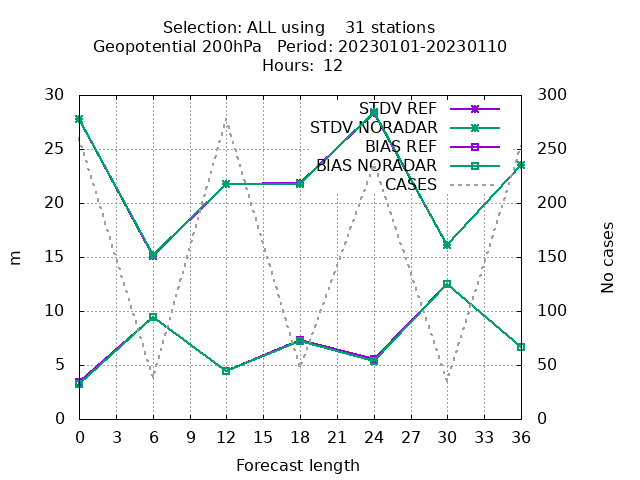 Selection: ALL using    31 stations
Geopotential 200hPa   Period: 20230101-20230110
Hours:  12
30
25
20
15
10
5
0
m
STDV REF
STDV NORADAR
BIAS REF
BIAS NORADAR
CASES
300
250
200
150
100
50
0
No cases
0 3 6 9 12 15 18 21 24 27 30 33 36
Forecast length